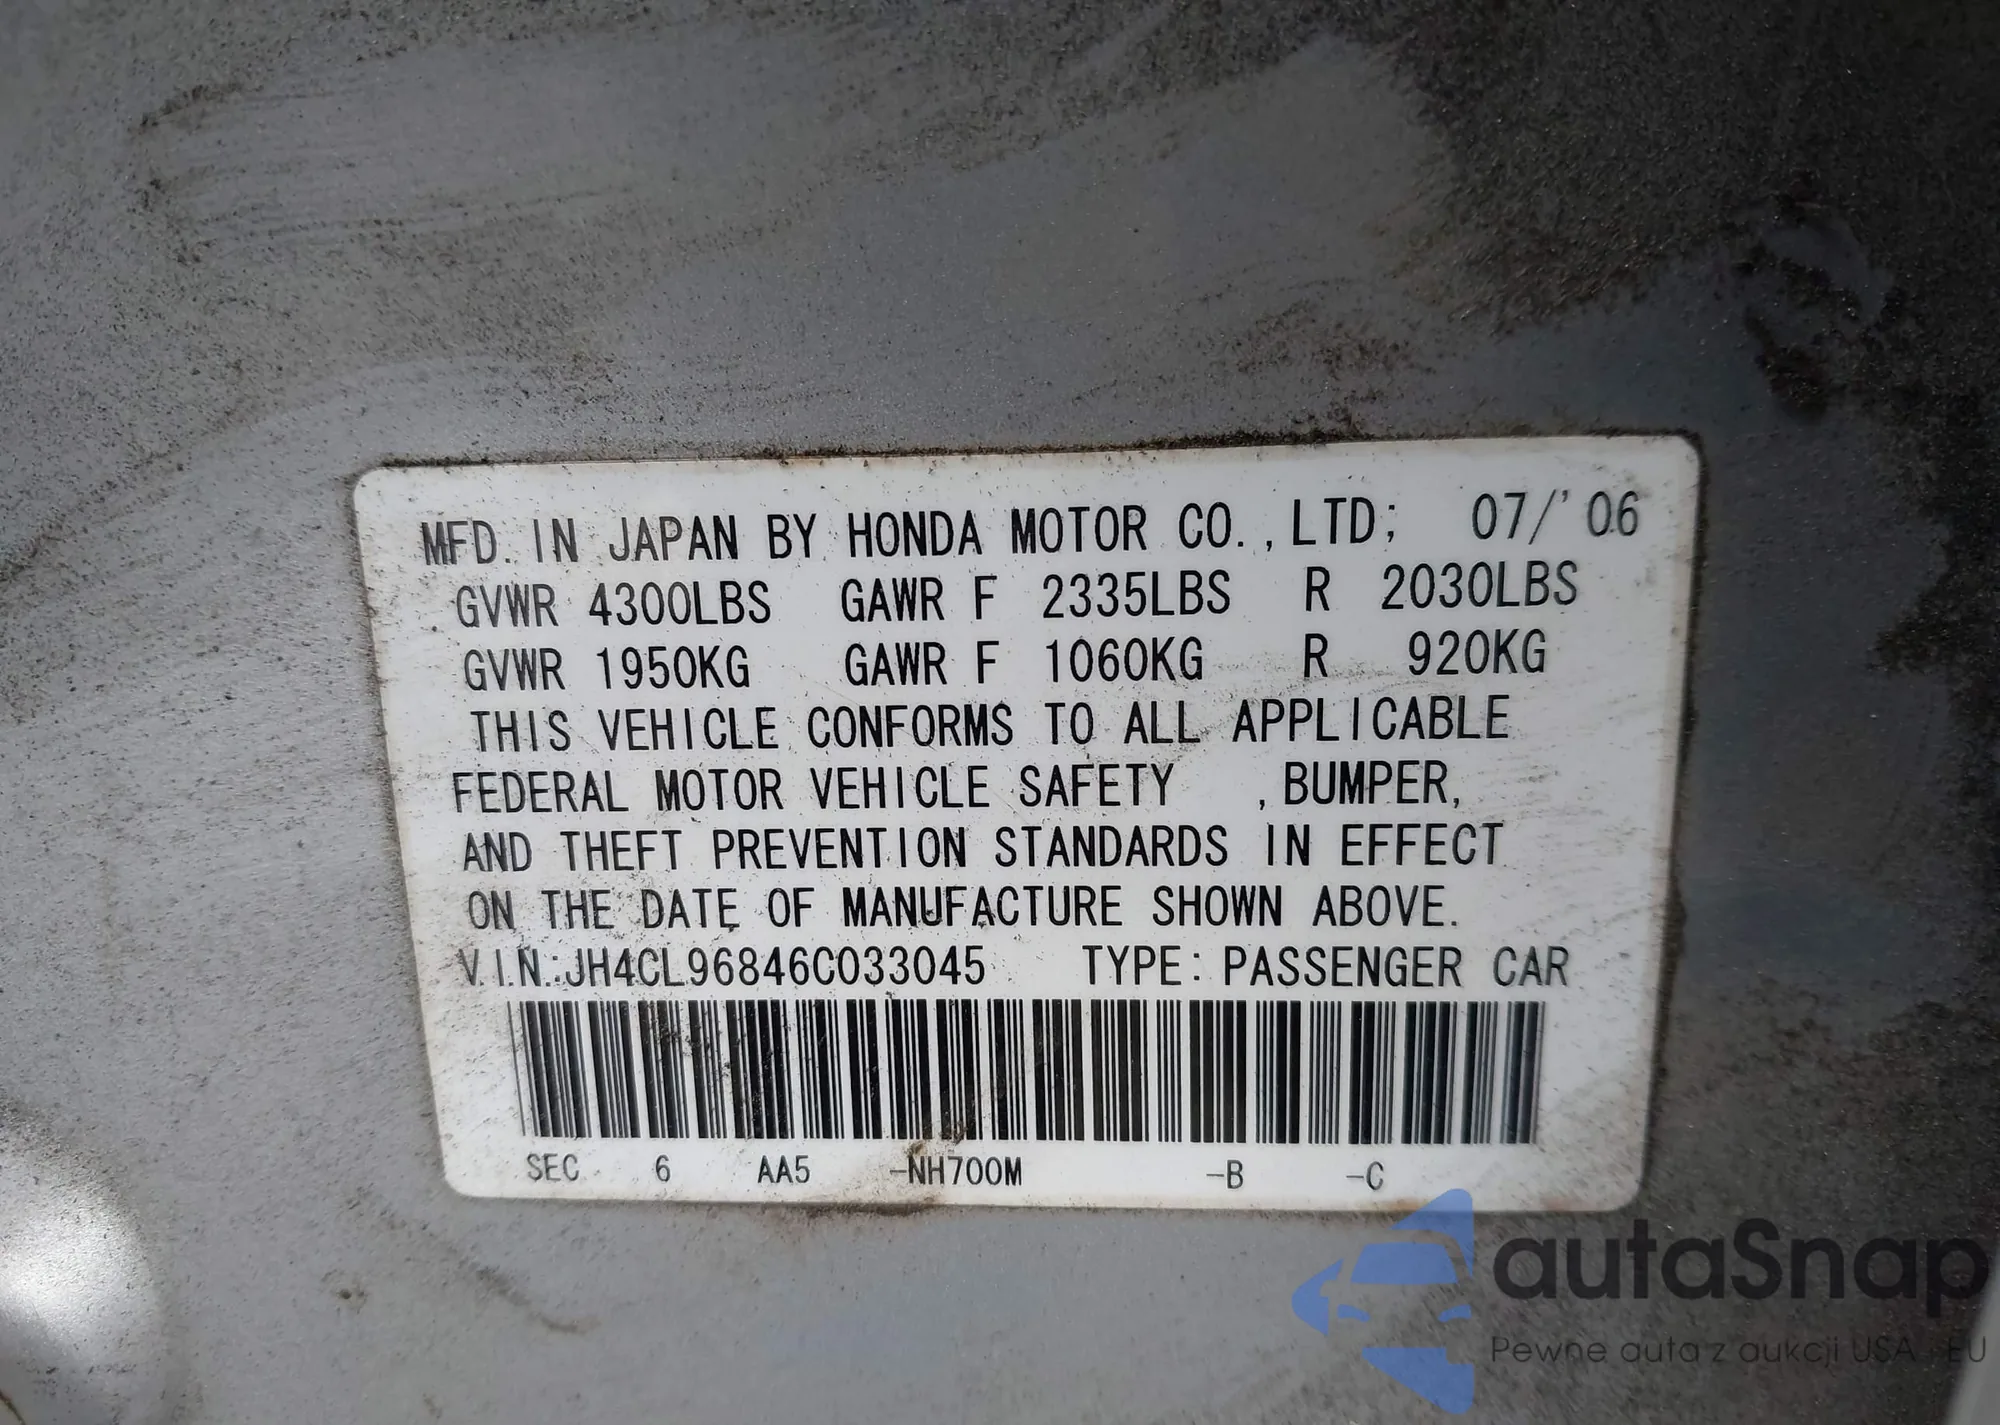 MFD. IN JAPAN BY HONDA MOTOR CO.,LTD; 07/'06
GVWR 4300LBS GAWR F 2335LBS R 2030LBS
GVWR 1950KG GAWR F 1060KG R 920KG
THIS VEHICLE CONFORMS TO ALL APPLICABLE
FEDERAL MOTOR VEHICLE SAFETY ,BUMPER,
AND THEFT PREVENTION STANDARDS IN EFFECT
ON THE DATE OF MANUFACTURE SHOWN ABOVE.
V.I.N.:JH4CL96846C033045 TYPE: PASSENGER CAR
SEC 6 AA5 -NH700M -B -C
autaSnap
Pewne auta z aukcji USA EU